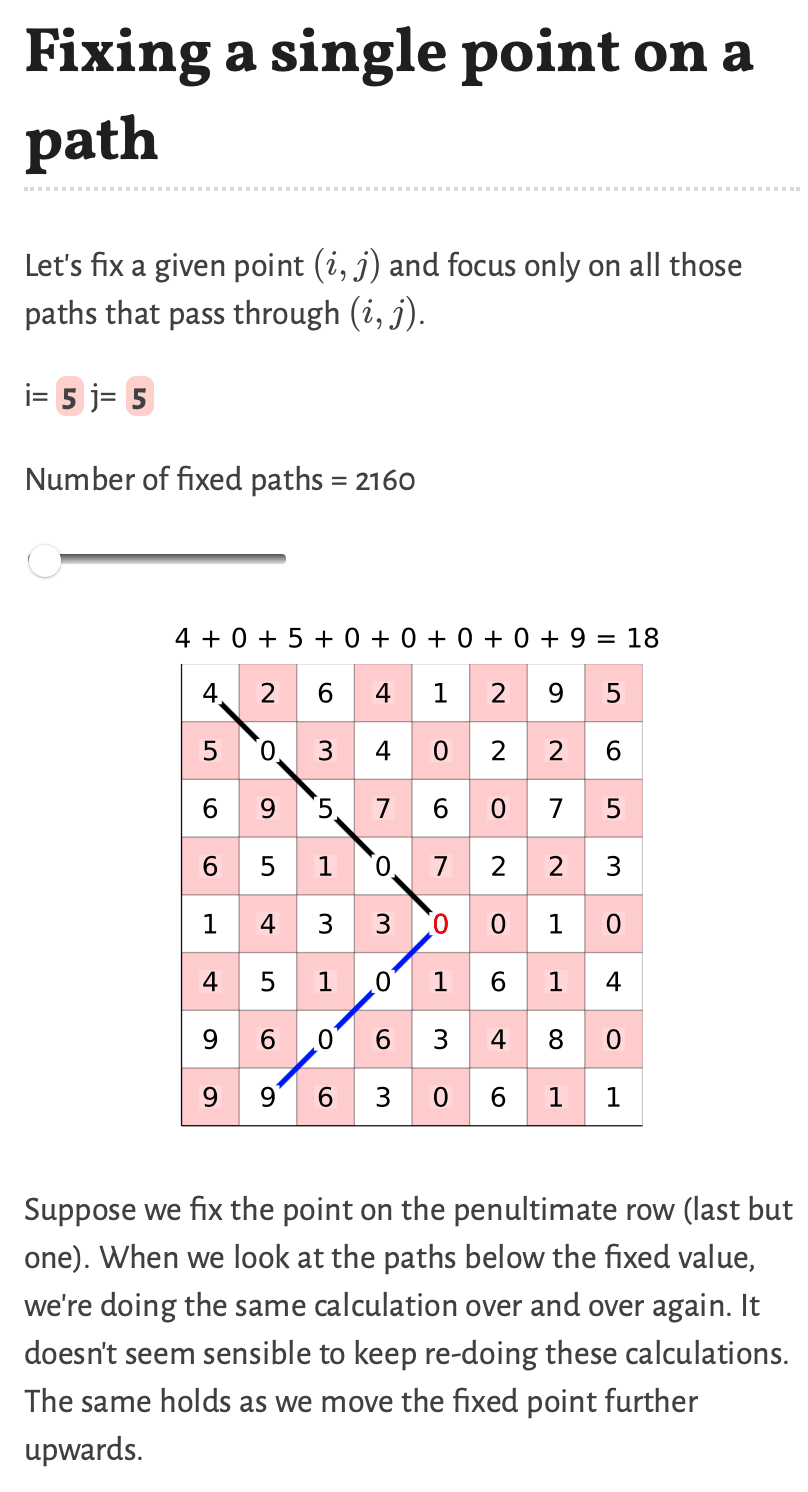 Fixing a single point on a
path
Let's fix a given point (i, j) and focus only on all those
paths that pass through (i, j).
i= 5 j= 5
Number of fixed paths = 2160
4 + 0 + 5 + 0 + 0 + 0 + 0 + 9 = 18
4 2 6 4 1 2 9 5
5 0 3 4 0 2 2 6
6 9 5 7 6 0 7 5
6 5 1 0 7 2 2 3
1 4 3 3 0 0 1 0
4 5 1 0 1 6 1 4
9 6 0 6 3 4 8 0
9 9 6 3 0 6 1 1
Suppose we fix the point on the penultimate row (last but
one). When we look at the paths below the fixed value,
we're doing the same calculation over and over again. It
doesn't seem sensible to keep re-doing these calculations.
The same holds as we move the fixed point further
upwards.